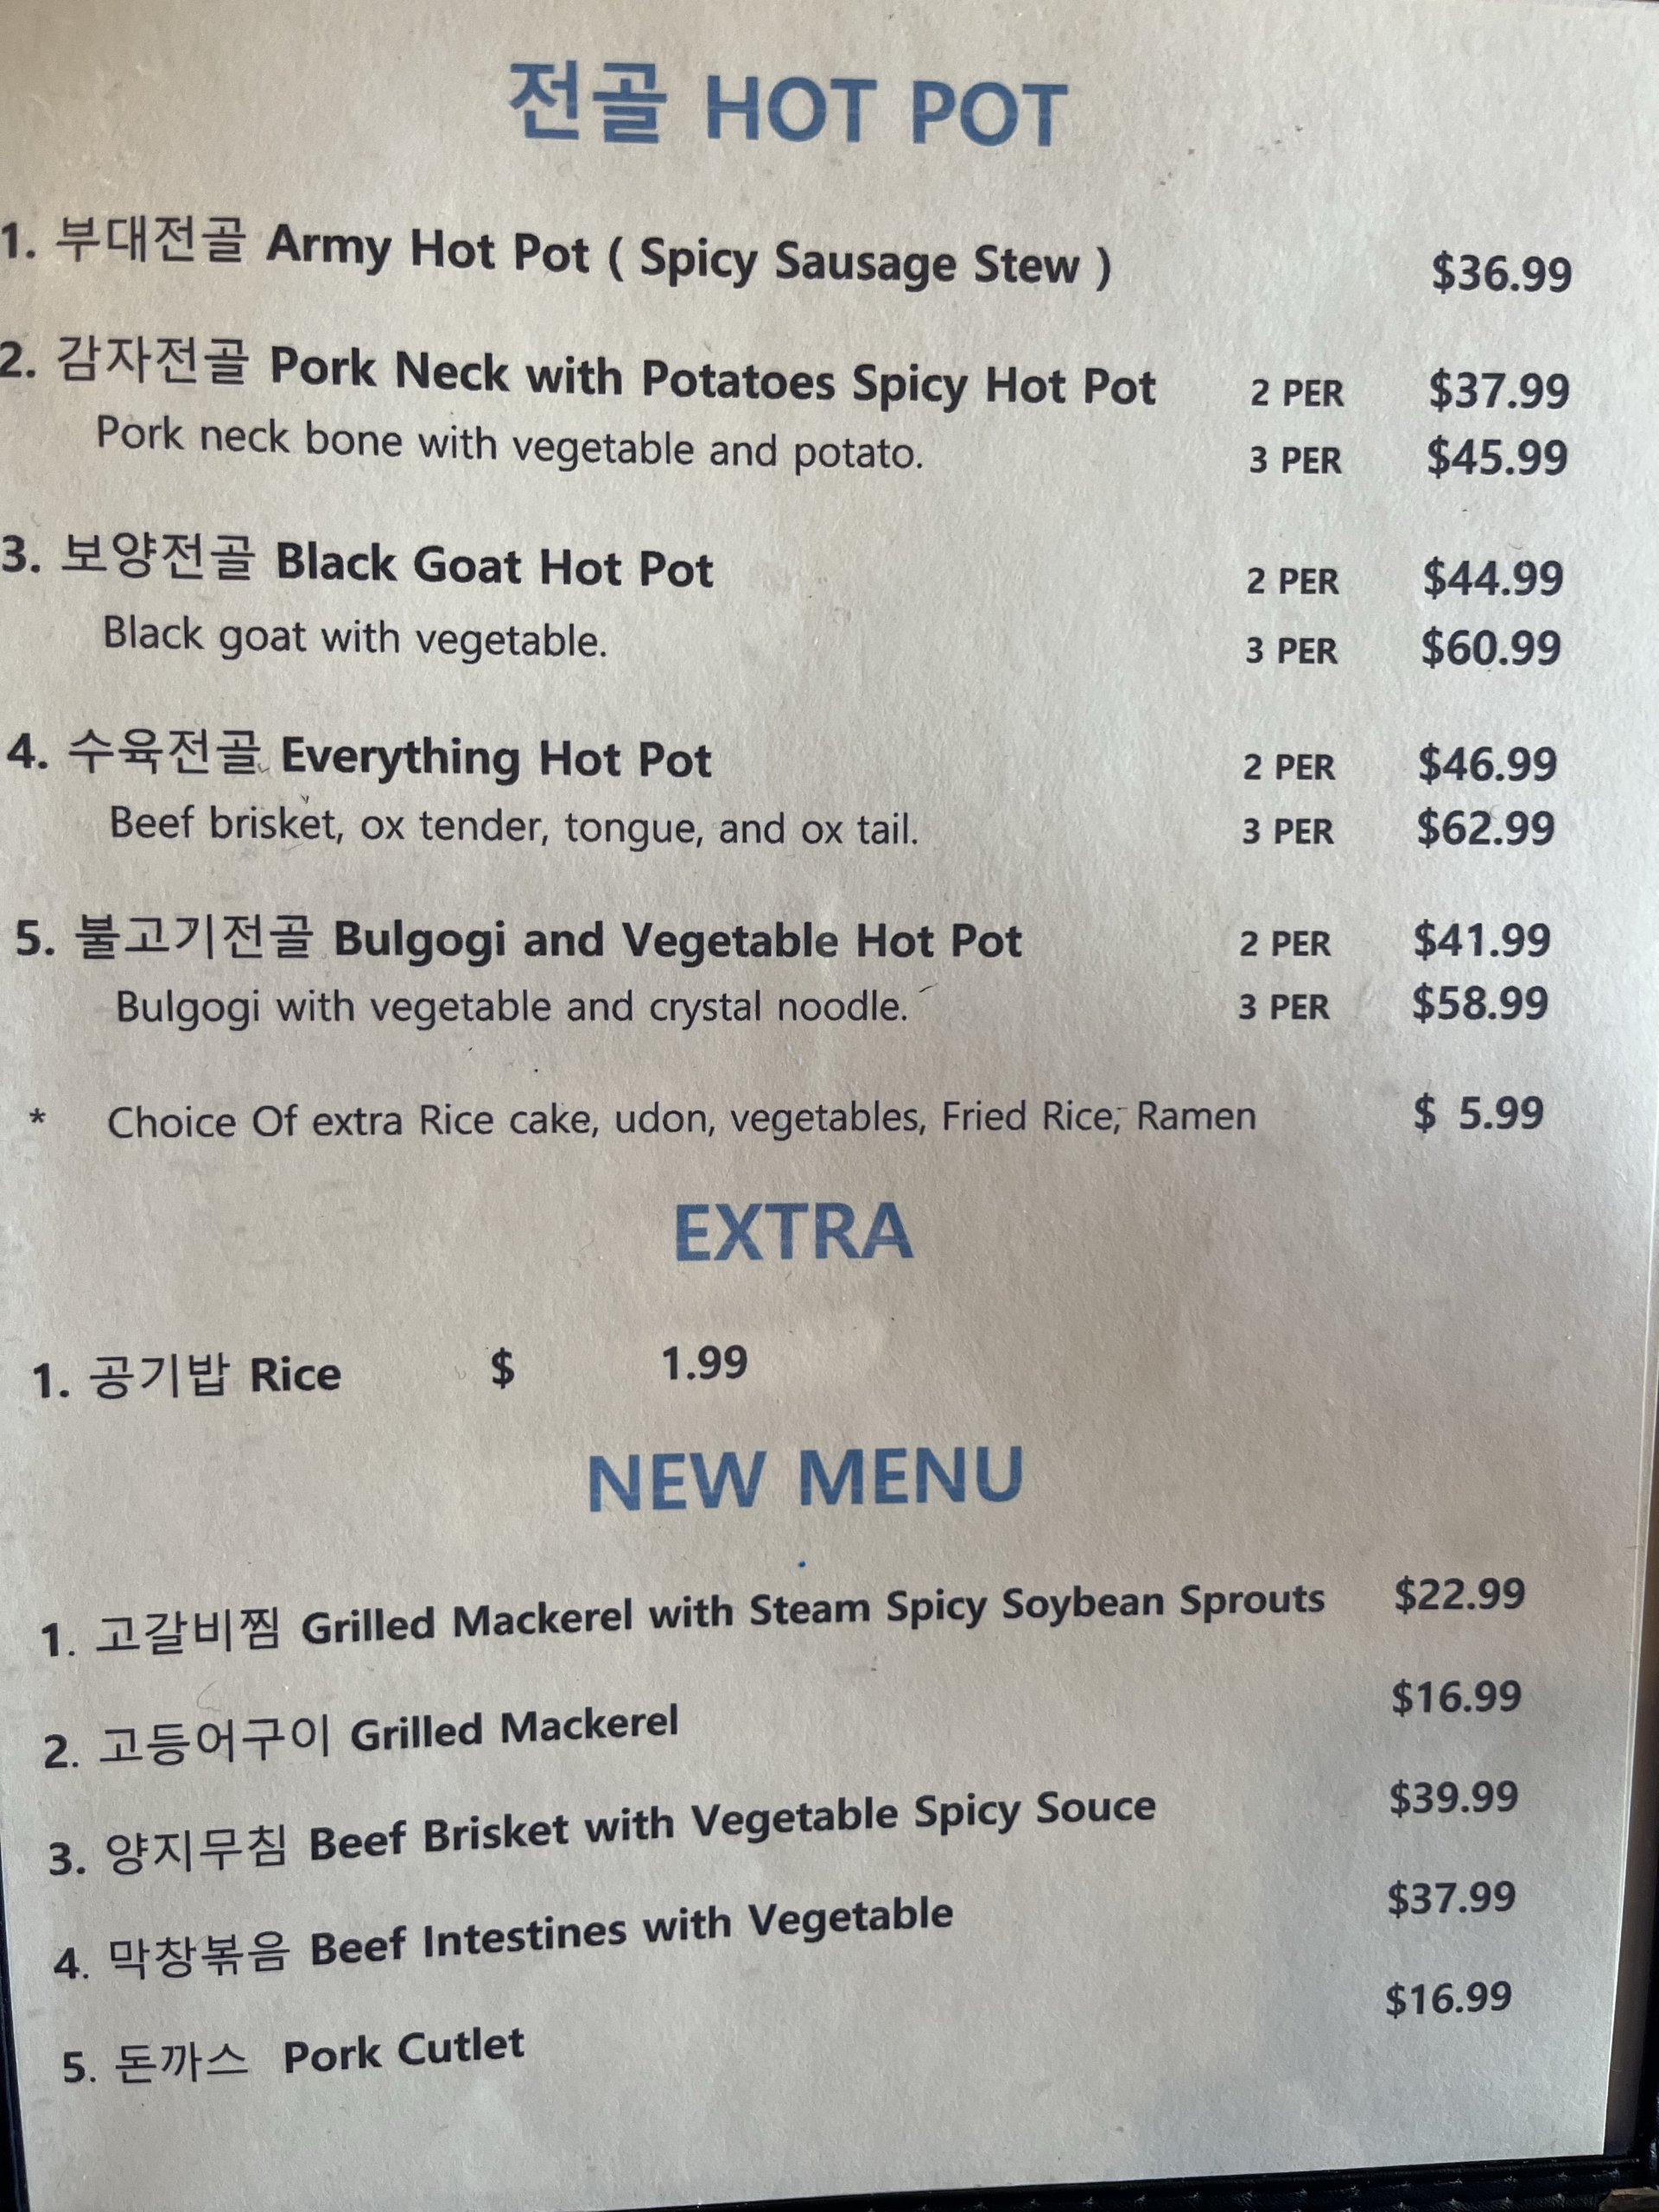 전골 HOT POT
1. 부대전골 Army Hot Pot ( Spicy Sausage Stew ) $36.99
2. 감자전골 Pork Neck with Potatoes Spicy Hot Pot 2 PER $37.99
Pork neck bone with vegetable and potato. 3 PER $45.99
3. 보양전골 Black Goat Hot Pot 2 PER $44.99
Black goat with vegetable. 3 PER $60.99
4. 수육전골 Everything Hot Pot 2 PER $46.99
Beef brisket, ox tender, tongue, and ox tail. 3 PER $62.99
5. 불고기전골 Bulgogi and Vegetable Hot Pot 2 PER $41.99
Bulgogi with vegetable and crystal noodle. 3 PER $58.99
* Choice Of extra Rice cake, udon, vegetables, Fried Rice, Ramen $ 5.99
EXTRA
1. 공기밥 Rice $ 1.99
NEW MENU
1. 고갈비찜 Grilled Mackerel with Steam Spicy Soybean Sprouts $22.99
2. 고등어구이 Grilled Mackerel $16.99
3. 양지무침 Beef Brisket with Vegetable Spicy Souce $39.99
4. 막창볶음 Beef Intestines with Vegetable $37.99
5. 돈까스 Pork Cutlet $16.99